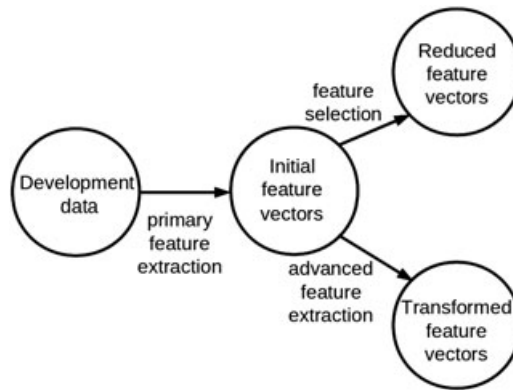 Development
data
primary
feature
extraction
Initial
feature
vectors
feature
selection
Reduced
feature
vectors
advanced
feature
extraction
Transformed
feature
vectors